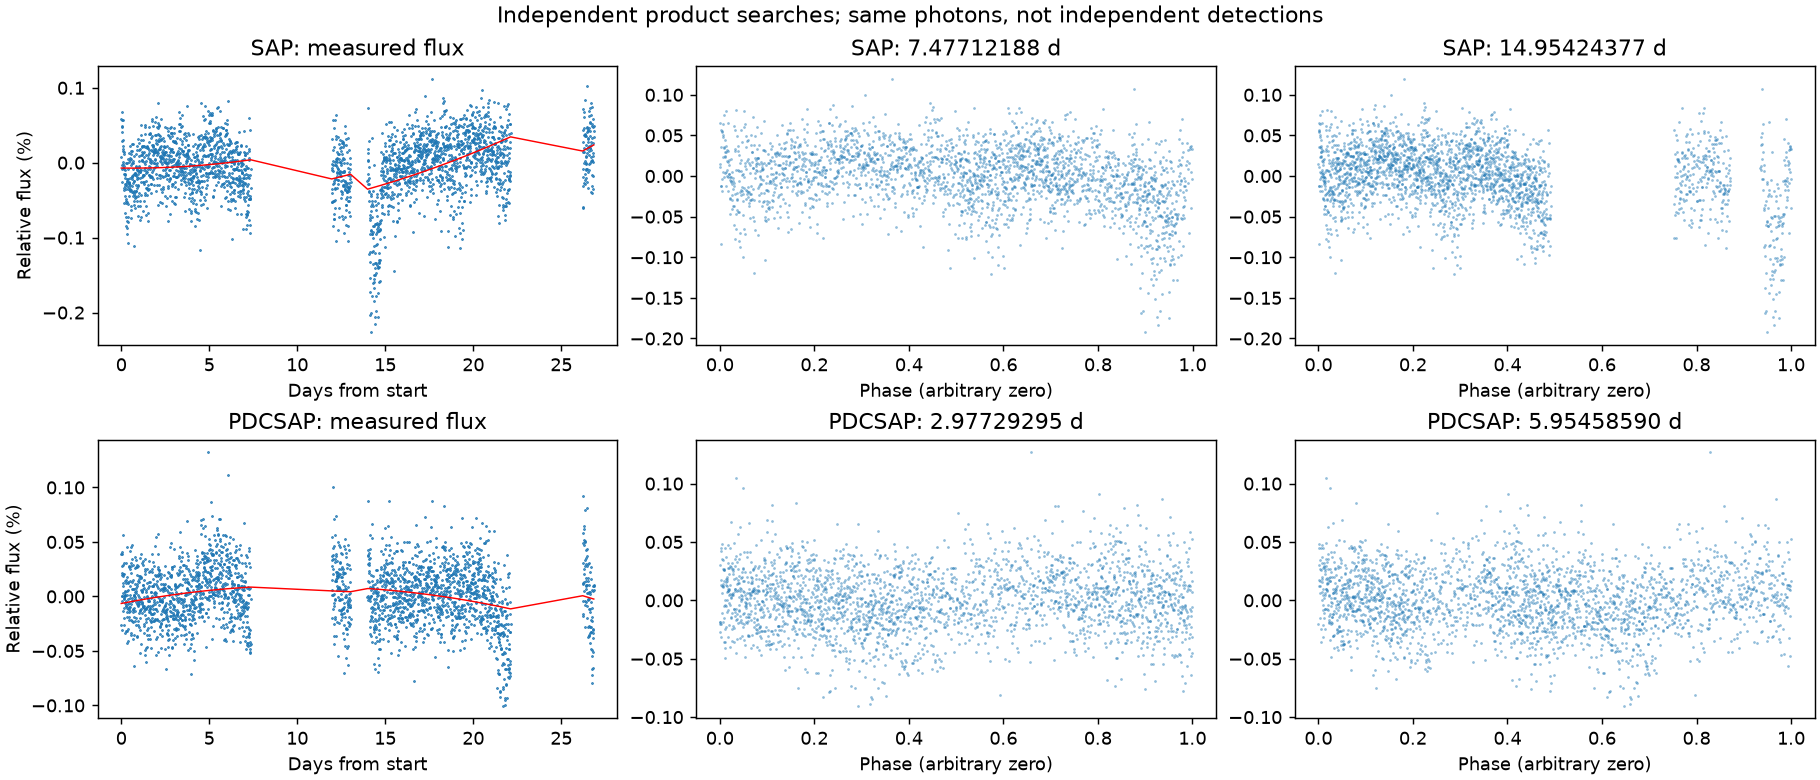 Independent product searches; same photons, not independent detections
SAP: measured flux
SAP: 7.47712188 d
SAP: 14.95424377 d
Relative flux (%)
0.1
0.0
−0.1
−0.2
0 5 10 15 20 25
Days from start
0.10
0.05
0.00
−0.05
−0.10
−0.15
−0.20
0.0 0.2 0.4 0.6 0.8 1.0
Phase (arbitrary zero)
0.10
0.05
0.00
−0.05
−0.10
−0.15
−0.20
0.0 0.2 0.4 0.6 0.8 1.0
Phase (arbitrary zero)
PDCSAP: measured flux
PDCSAP: 2.97729295 d
PDCSAP: 5.95458590 d
Relative flux (%)
0.10
0.05
0.00
−0.05
−0.10
0 5 10 15 20 25
Days from start
0.10
0.05
0.00
−0.05
−0.10
0.0 0.2 0.4 0.6 0.8 1.0
Phase (arbitrary zero)
0.10
0.05
0.00
−0.05
−0.10
0.0 0.2 0.4 0.6 0.8 1.0
Phase (arbitrary zero)